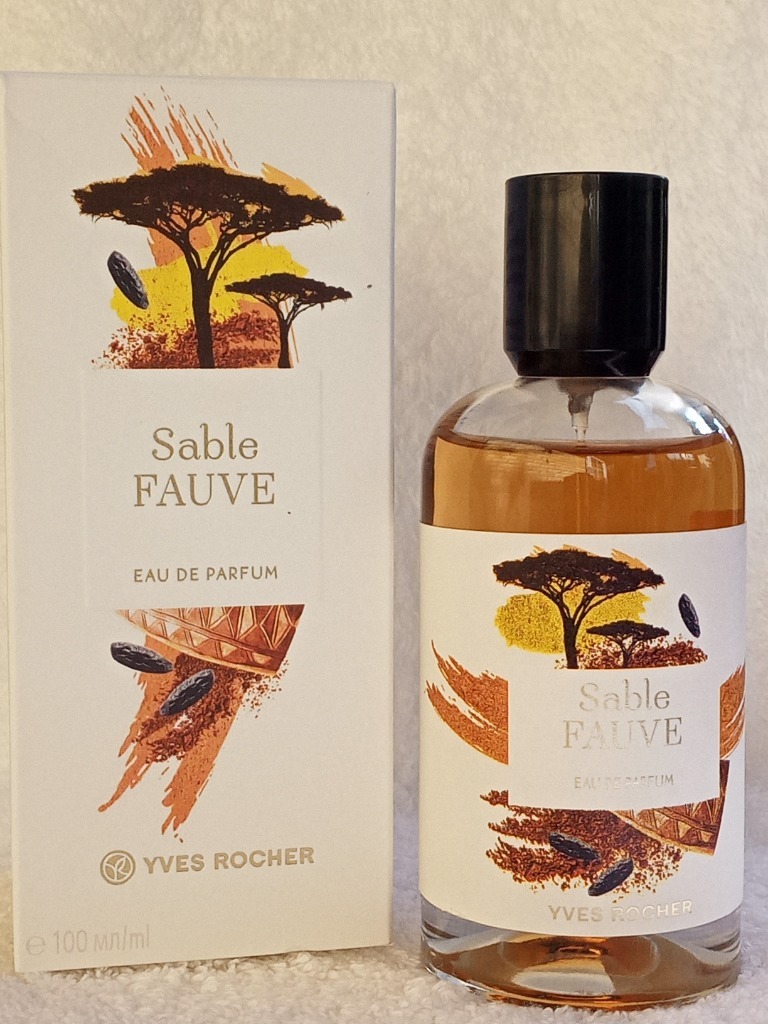 Sable
FAUVE
EAU DE PARFUM
YVES ROCHER
℮ 100 мл/ml
Sable
FAUVE
EAU DE PARFUM
YVES ROCHER